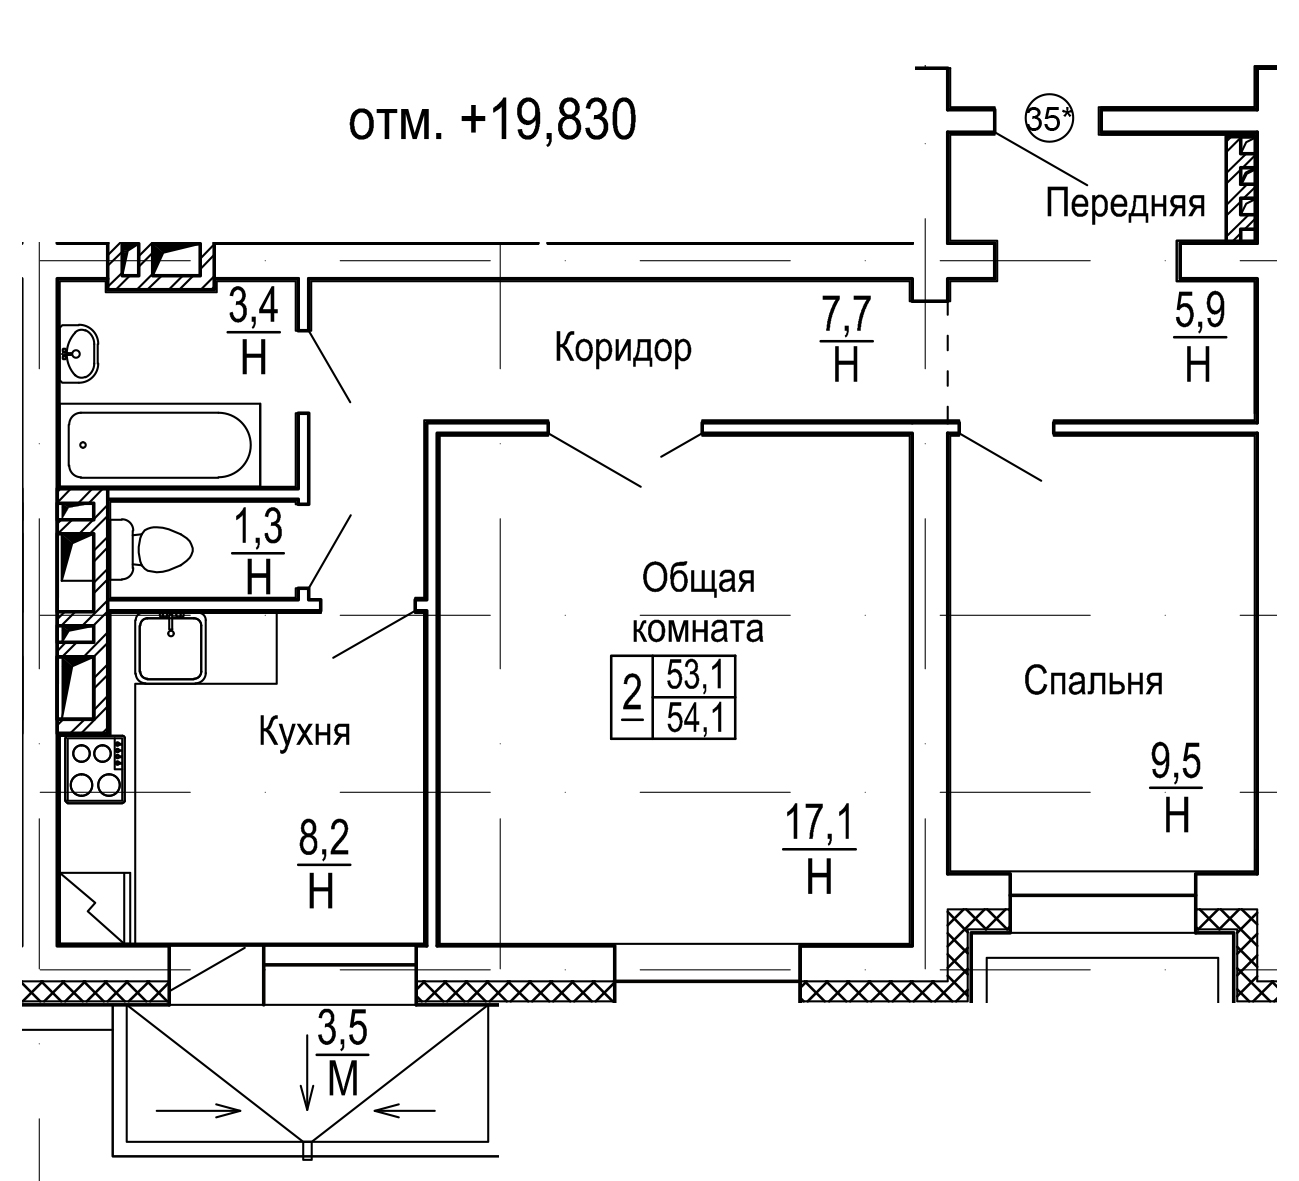 отм. +19,830
35*
Передняя
3,4
Н
Коридор
7,7
Н
5,9
Н
1,3
Н
Общая
комната
2
53,1
54,1
Спальня
Кухня
9,5
Н
8,2
Н
17,1
Н
3,5
М